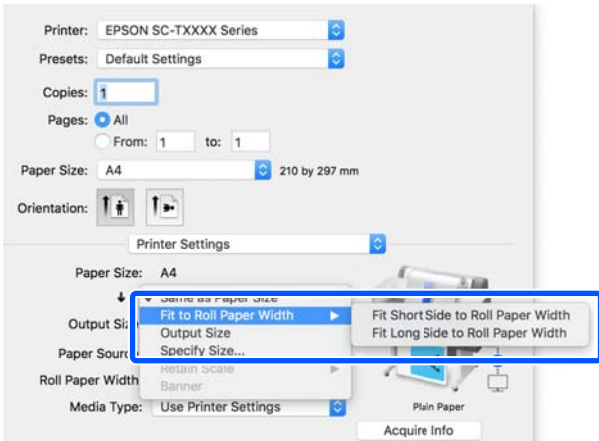 Printer: EPSON SC-TXXXX Series
Presets: Default Settings
Copies: 1
Pages: All
From: 1 to: 1
Paper Size: A4 210 by 297 mm
Orientation:
Printer Settings
Paper Size: A4
Same as Paper Size
Fit to Roll Paper Width Fit Short Side to Roll Paper Width
Output Size Output Size Fit Long Side to Roll Paper Width
Paper Source Specify Size...
Retain Scale
Roll Paper Width Banner
Media Type: Use Printer Settings Plain Paper
Acquire Info